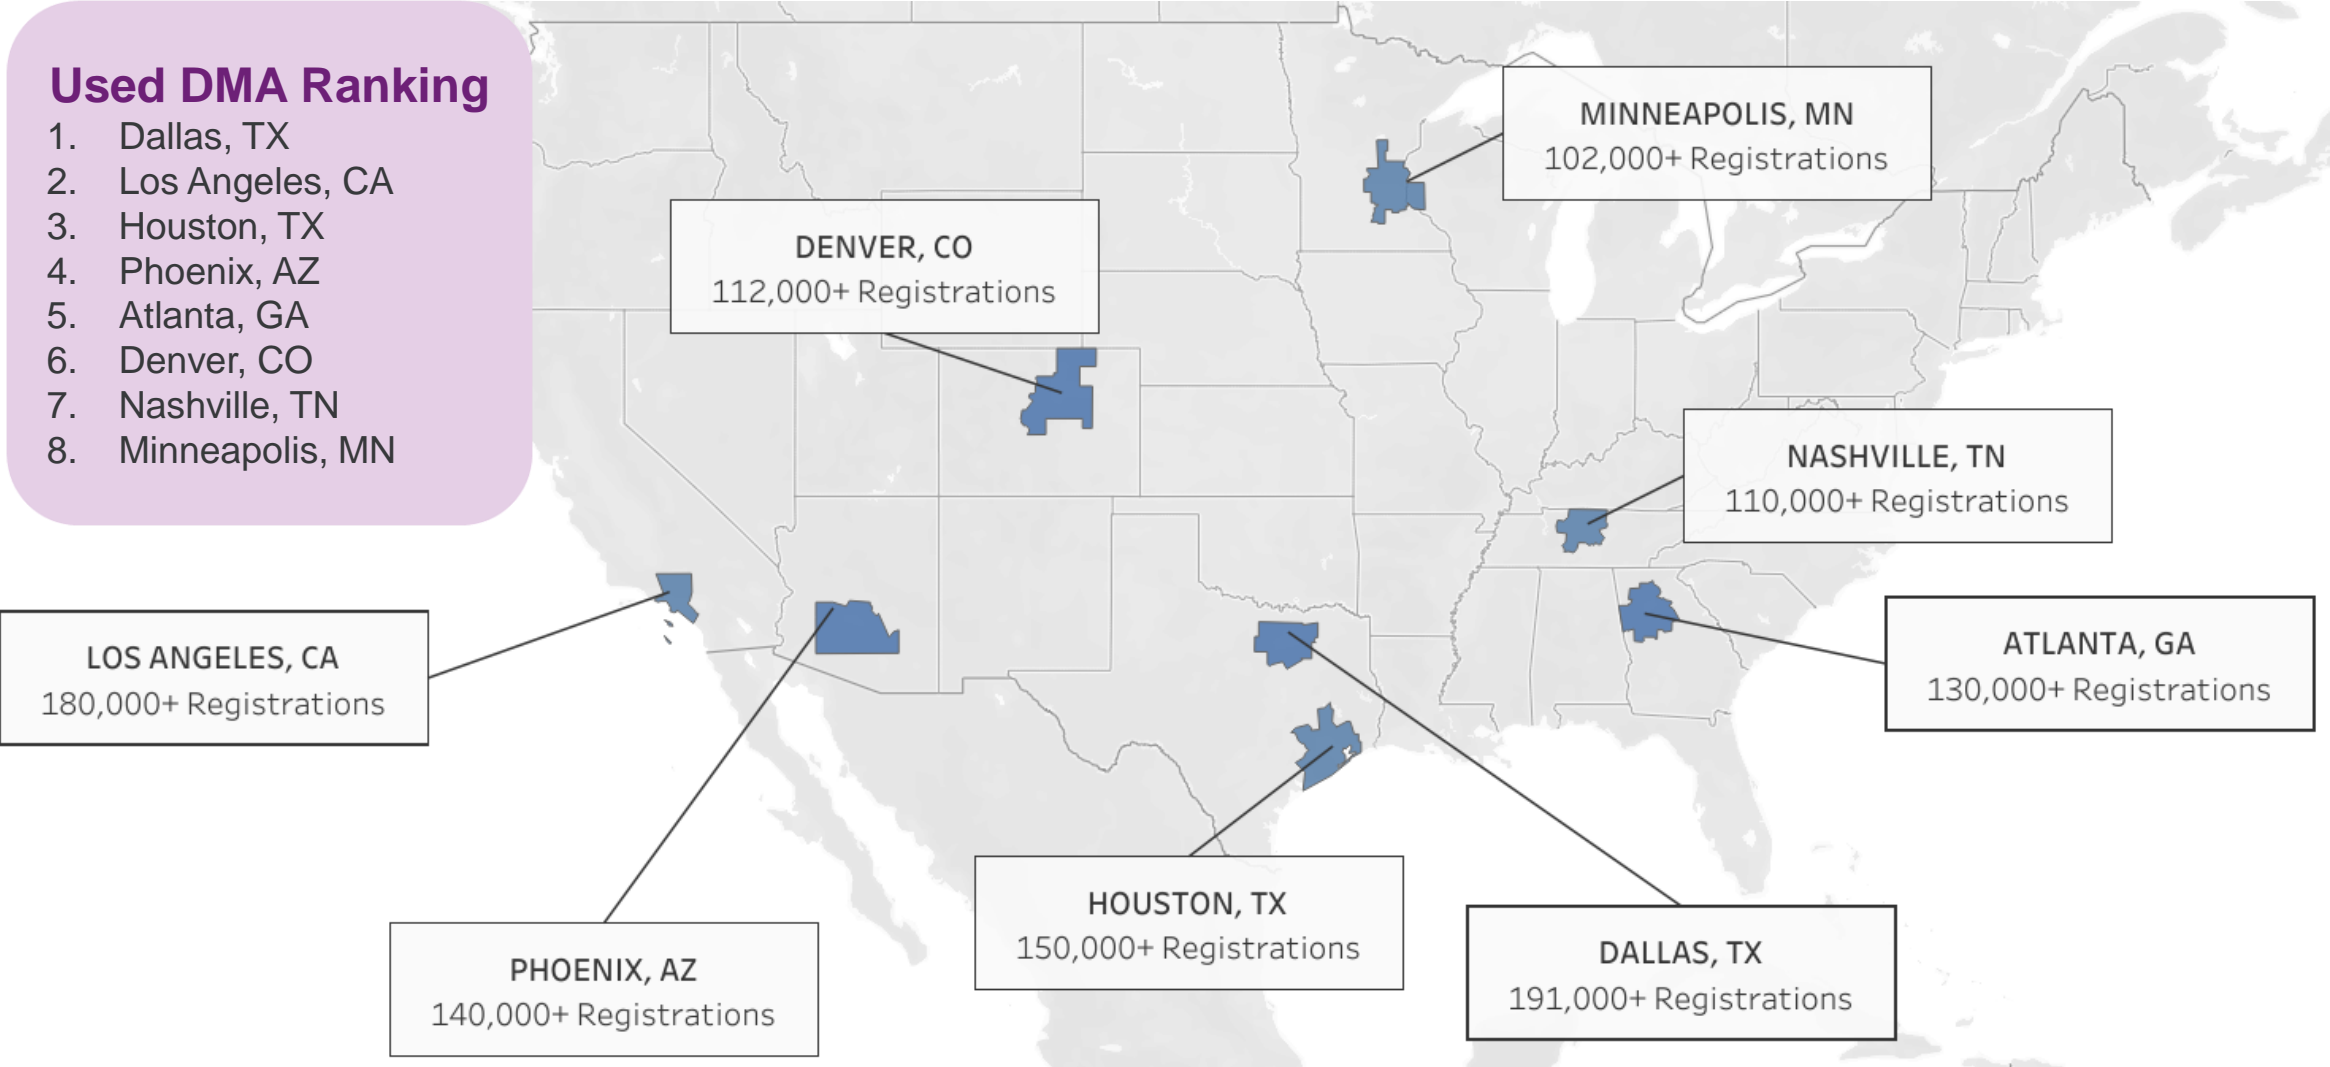 Used DMA Ranking
1. Dallas, TX
2. Los Angeles, CA
3. Houston, TX
4. Phoenix, AZ
5. Atlanta, GA
6. Denver, CO
7. Nashville, TN
8. Minneapolis, MN
MINNEAPOLIS, MN
102,000+ Registrations
DENVER, CO
112,000+ Registrations
NASHVILLE, TN
110,000+ Registrations
LOS ANGELES, CA
180,000+ Registrations
ATLANTA, GA
130,000+ Registrations
PHOENIX, AZ
140,000+ Registrations
HOUSTON, TX
150,000+ Registrations
DALLAS, TX
191,000+ Registrations